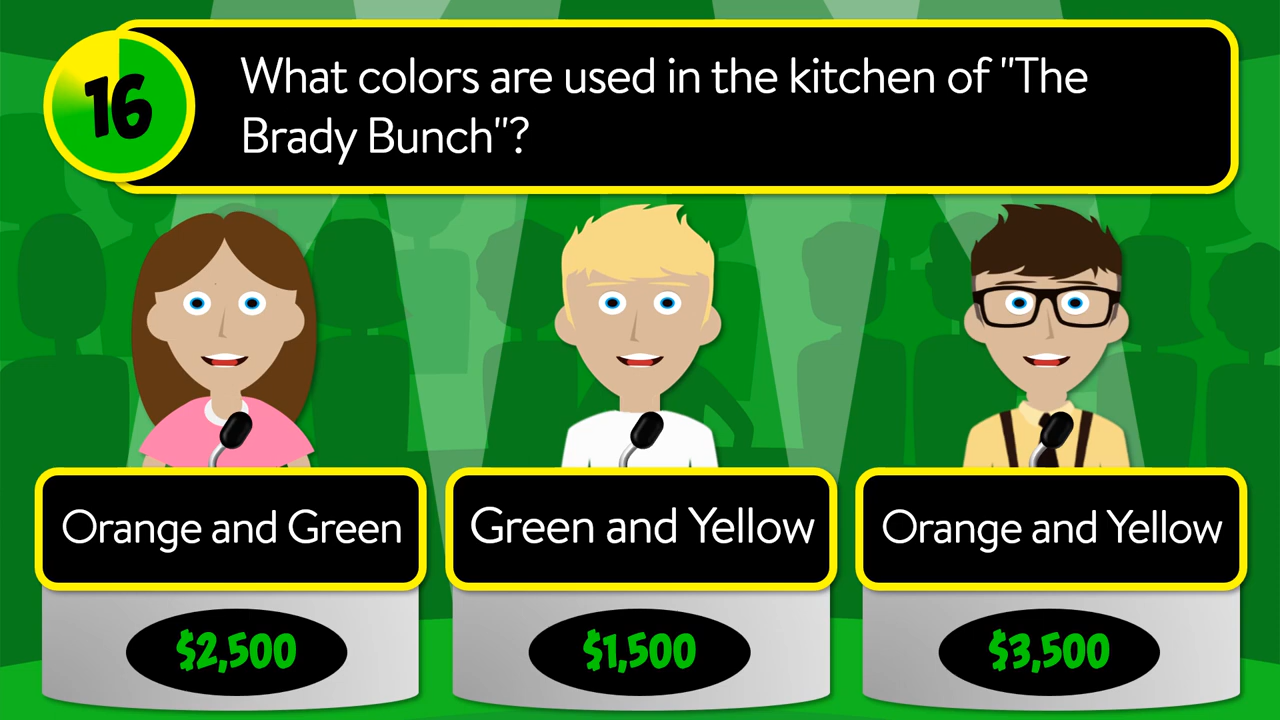 16
What colors are used in the kitchen of "The
Brady Bunch"?
Orange and Green
Green and Yellow
Orange and Yellow
$2,500
$1,500
$3,500